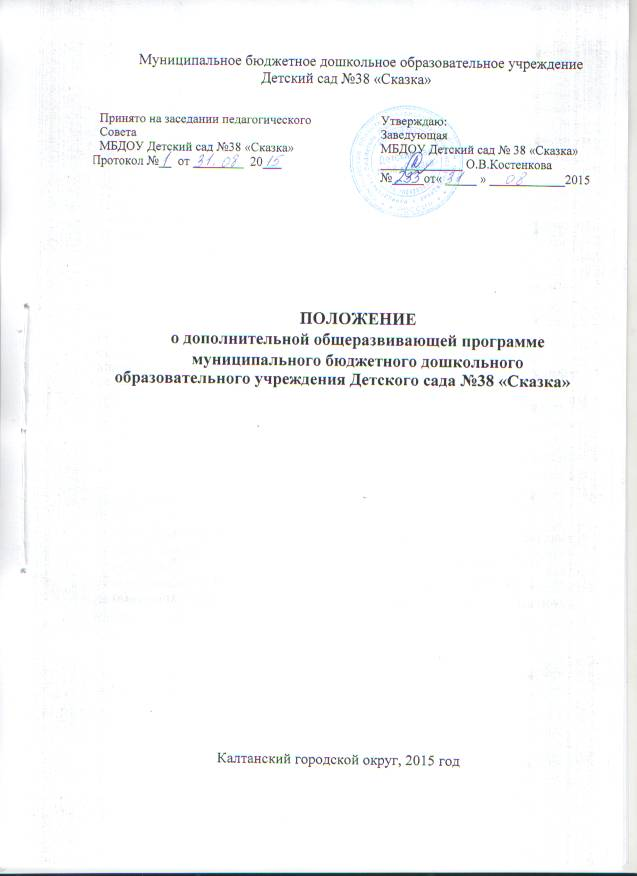 Муниципальное бюджетное дошкольное образовательное учреждение
Детский сад №38 «Сказка»
Принято на заседании педагогического
Совета
МБДОУ Детский сад №38 «Сказка»
Протокол № 1 от 31.08 2015
Утверждаю:
Заведующая
МБДОУ Детский сад № 38 «Сказка»
О.В.Костенкова
№ 233 от« 31 » 08 2015
ПОЛОЖЕНИЕ
о дополнительной общеразвивающей программе
муниципального бюджетного дошкольного
образовательного учреждения Детского сада №38 «Сказка»
Калтанский городской округ, 2015 год